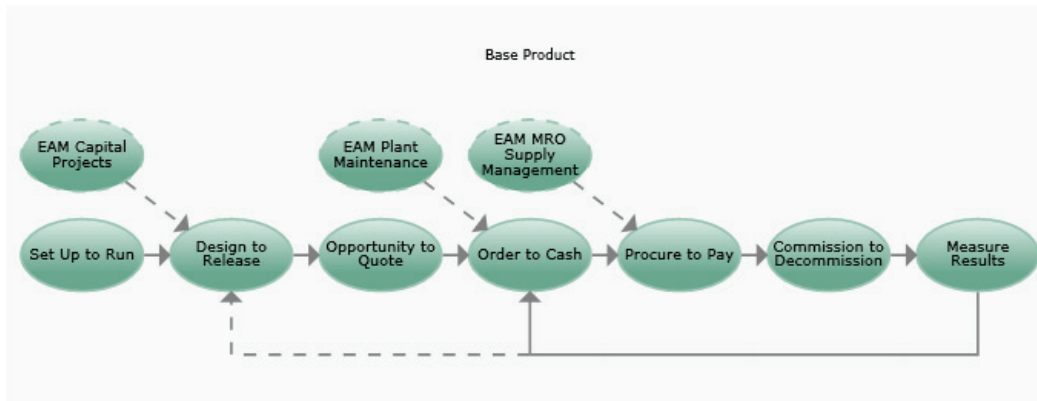 Base Product
EAM Capital
Projects
EAM Plant
Maintenance
EAM MRO
Supply
Management
Set Up to Run
Design to
Release
Opportunity to
Quote
Order to Cash
Procure to Pay
Commission to
Decommission
Measure
Results